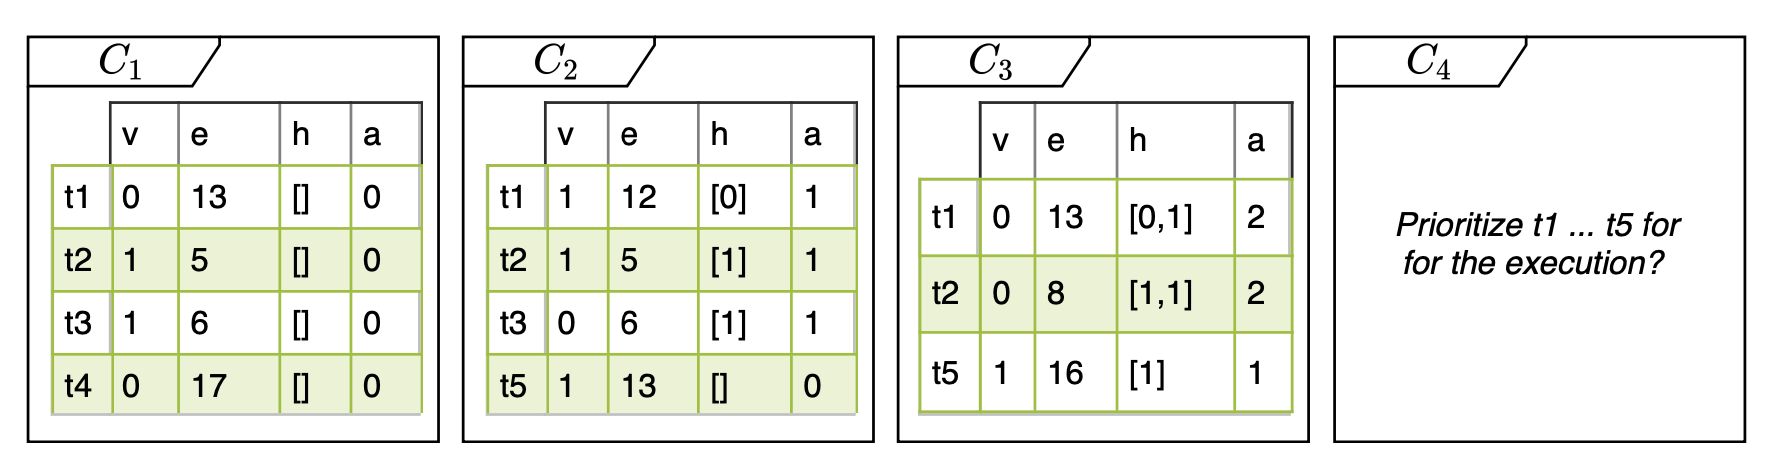 C1
v e h a
t1 0 13 [] 0
t2 1 5 [] 0
t3 1 6 [] 0
t4 0 17 [] 0
C2
v e h a
t1 1 12 [0] 1
t2 1 5 [1] 1
t3 0 6 [1] 1
t5 1 13 [] 0
C3
v e h a
t1 0 13 [0,1] 2
t2 0 8 [1,1] 2
t5 1 16 [1] 1
C4
Prioritize t1 ... t5 for
for the execution?